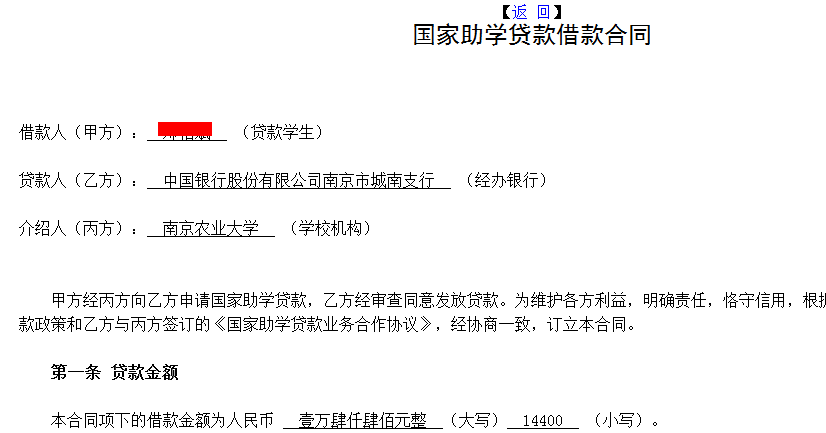 【返 回】
国家助学贷款借款合同
借款人（甲方）： （贷款学生）
贷款人（乙方）： 中国银行股份有限公司南京市城南支行 （经办银行）
介绍人（丙方）： 南京农业大学 （学校机构）
甲方经丙方向乙方申请国家助学贷款，乙方经审查同意发放贷款。为维护各方利益，明确责任，恪守信用，根据
款政策和乙方与丙方签订的《国家助学贷款业务合作协议》，经协商一致，订立本合同。
第一条 贷款金额
本合同项下的借款金额为人民币 壹万肆仟肆佰元整 （大写） 14400 （小写）。